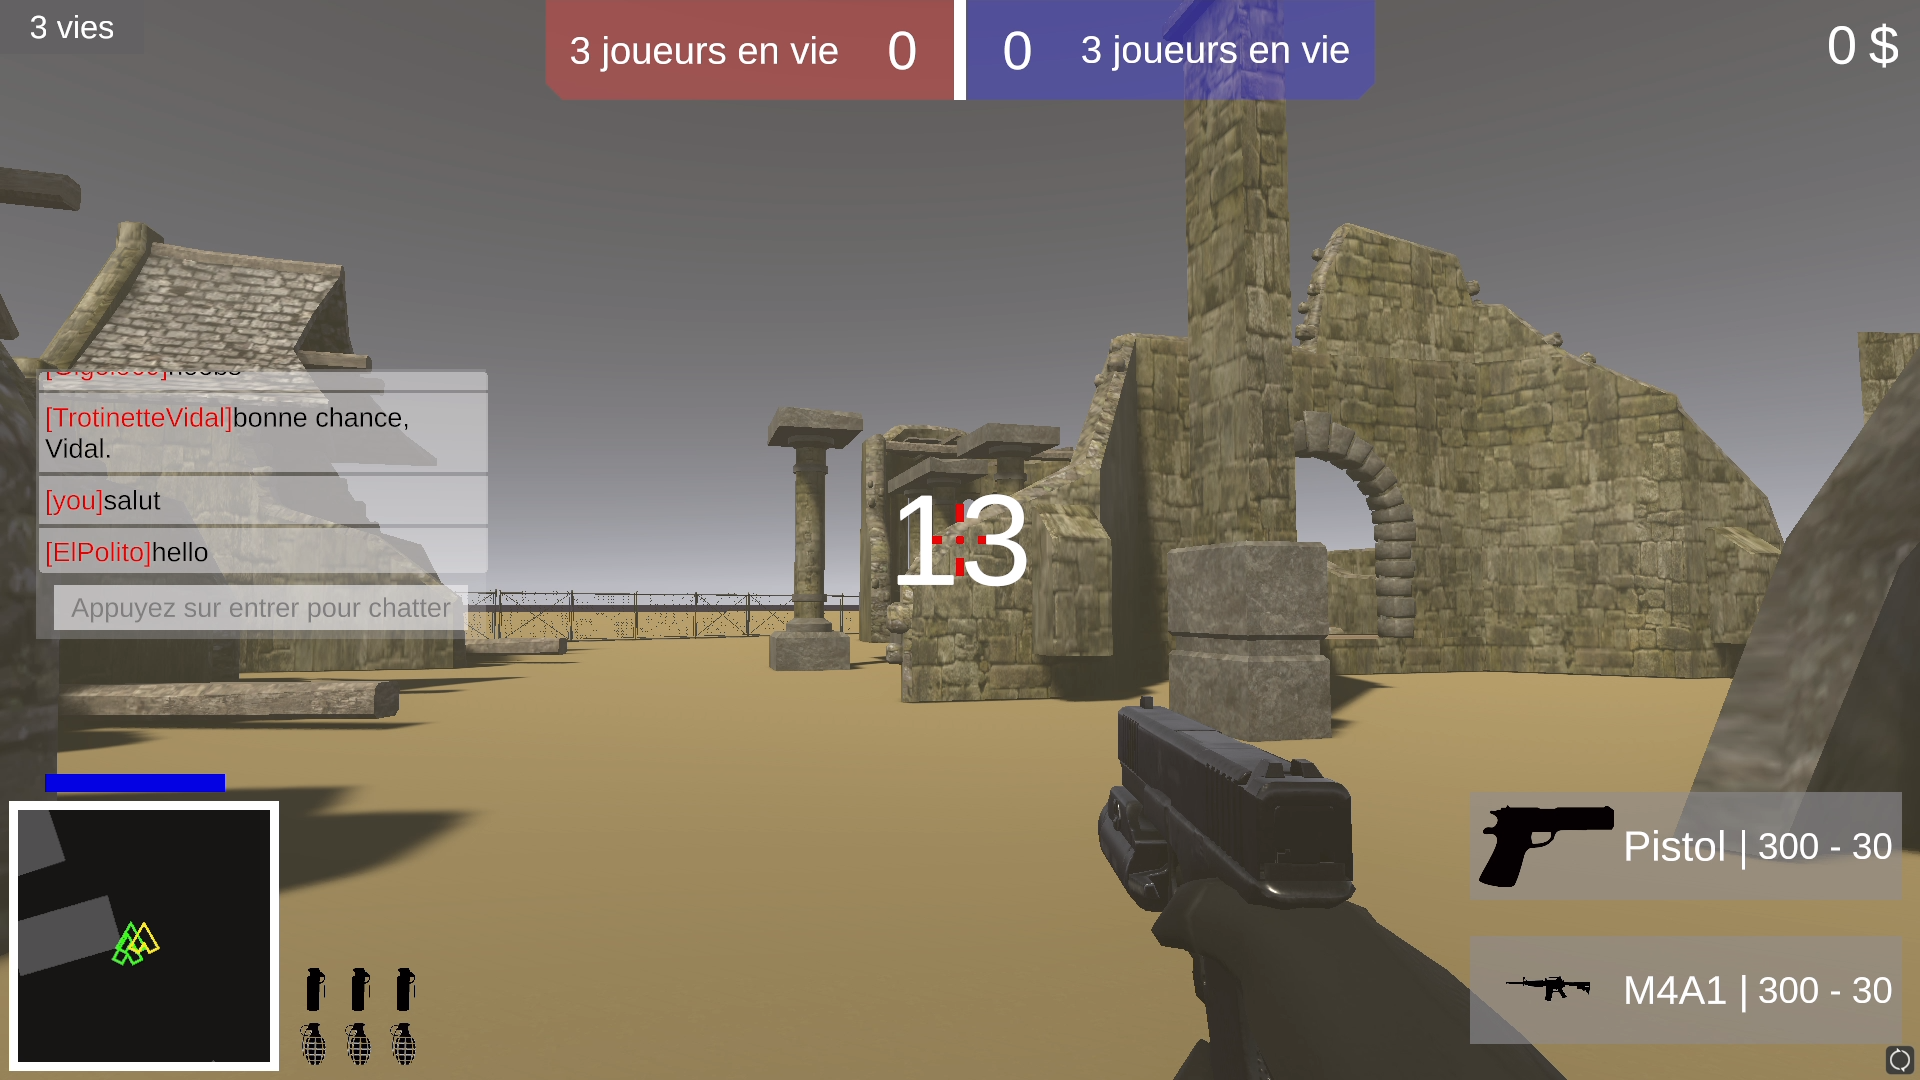 3 vies
3 joueurs en vie 0
0 3 joueurs en vie
0 $
[TrotinetteVidal]bonne chance,
Vidal.
[you]salut
[ElPolito]hello
Appuyez sur entrer pour chatter
13
Pistol | 300 - 30
M4A1 | 300 - 30